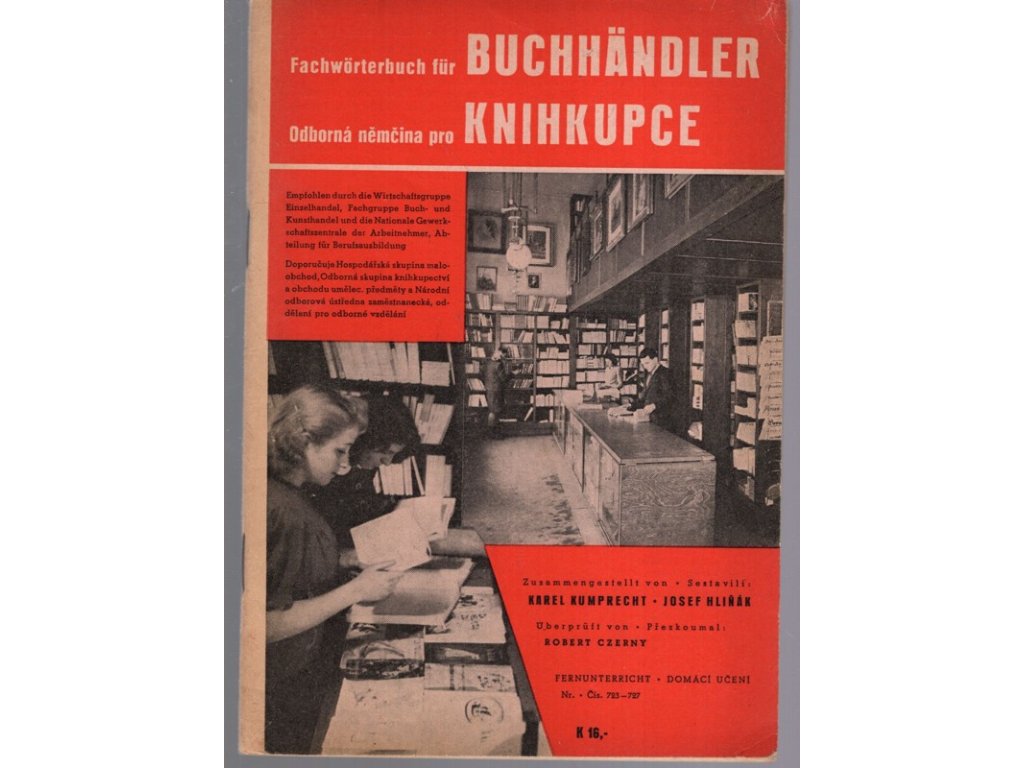 Fachwörterbuch für BUCHHÄNDLER
Odborná němčina pro KNIHKUPCE
Empfohlen durch die Wirtschaftsgruppe
Einzelhandel, Fachgruppe Buch- und
Kunsthandel und die Nationale Gewerk-
schaftszentrale der Arbeitnehmer, Ab-
teilung für Berufsausbildung
Doporučuje Hospodářská skupina malo-
obchod, Odborná skupina knihkupectví
a obchodu umělec. předměty a Národní
odborová ústředna zaměstnanecká, od-
dělení pro odborné vzdělání
Zusammengestellt von • Sestavili:
KAREL KUMPRECHT • JOSEF HLIŇÁK
Überprüft von • Přezkoumal:
ROBERT CZERNY
FERNUNTERRICHT • DOMÁCÍ UČENÍ
Nr. • Čís. 723—727
K 16,-